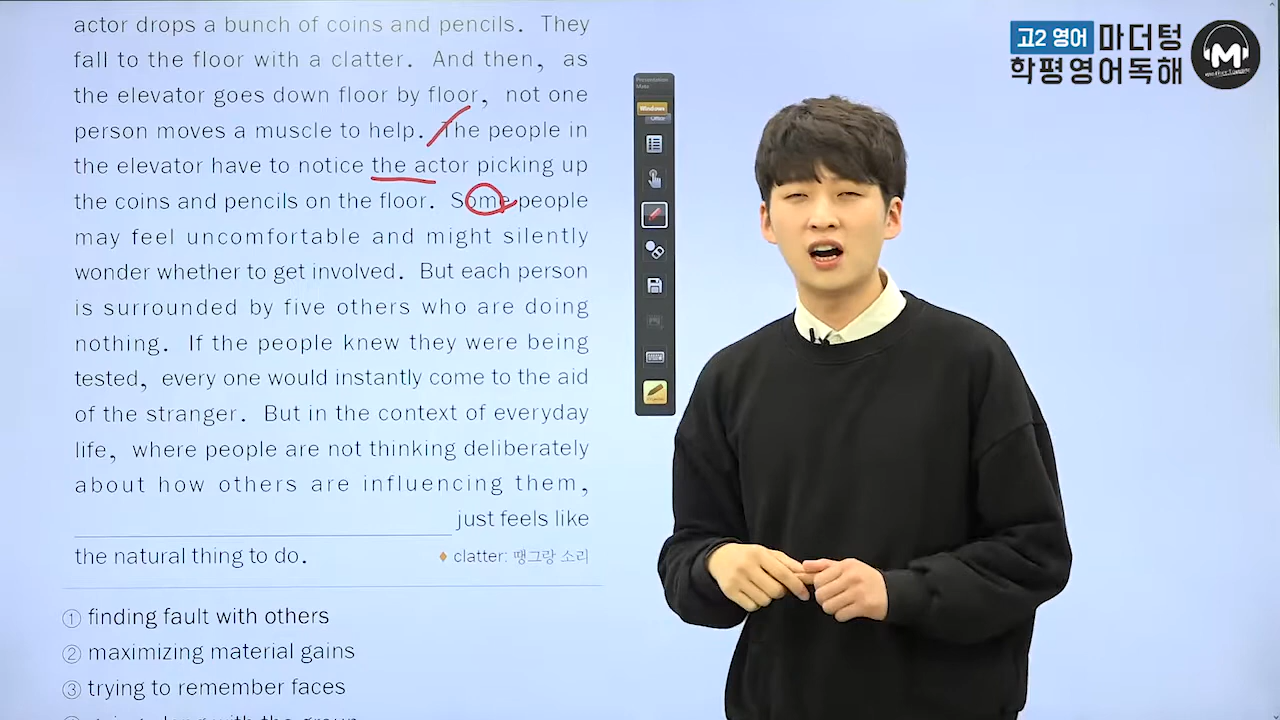 actor drops a bunch of coins and pencils. They
fall to the floor with a clatter. And then, as
the elevator goes down floor by floor, not one
person moves a muscle to help. The people in
the elevator have to notice the actor picking up
the coins and pencils on the floor. Some people
may feel uncomfortable and might silently
wonder whether to get involved. But each person
is surrounded by five others who are doing
nothing. If the people knew they were being
tested, every one would instantly come to the aid
of the stranger. But in the context of everyday
life, where people are not thinking deliberately
about how others are influencing them,
just feels like
the natural thing to do.
♦ clatter: 땡그랑 소리
① finding fault with others
② maximizing material gains
③ trying to remember faces
Presentation
Mate
Windows
Office
고2 영어 마더텅
학평영어독해
M